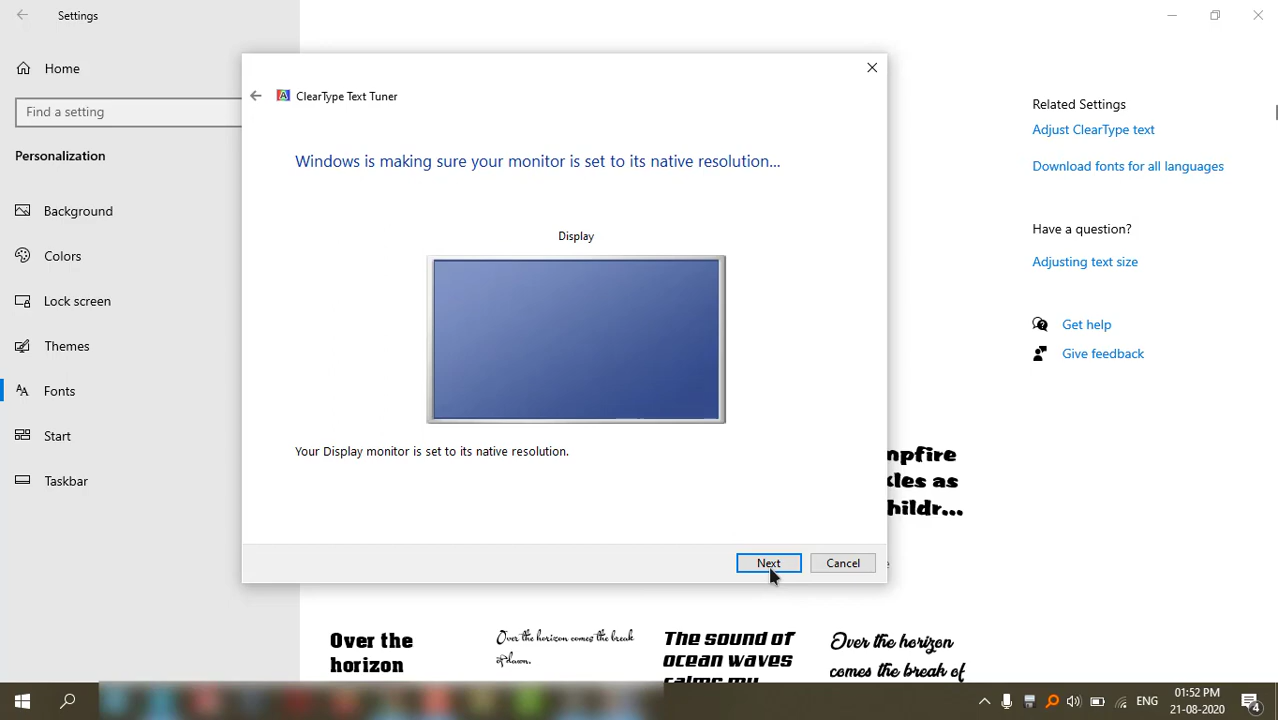 Settings
Home
Find a setting
Personalization
Background
Colors
Lock screen
Themes
Fonts
Start
Taskbar
ClearType Text Tuner
Windows is making sure your monitor is set to its native resolution...
Display
Your Display monitor is set to its native resolution.
Next
Cancel
Related Settings
Adjust ClearType text
Download fonts for all languages
Have a question?
Adjusting text size
Get help
Give feedback
mpfire
kles as
hildr...
e
Over the
horizon
Over the horizon comes the break
of dawn.
The sound of
ocean waves
calms my
Over the horizon
comes the break of
ENG
01:52 PM
21-08-2020
4